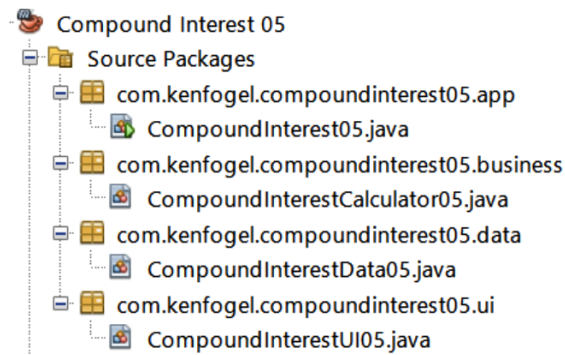 Compound Interest 05
Source Packages
com.kenfogel.compoundinterest05.app
CompoundInterest05.java
com.kenfogel.compoundinterest05.business
CompoundInterestCalculator05.java
com.kenfogel.compoundinterest05.data
CompoundInterestData05.java
com.kenfogel.compoundinterest05.ui
CompoundInterestUI05.java